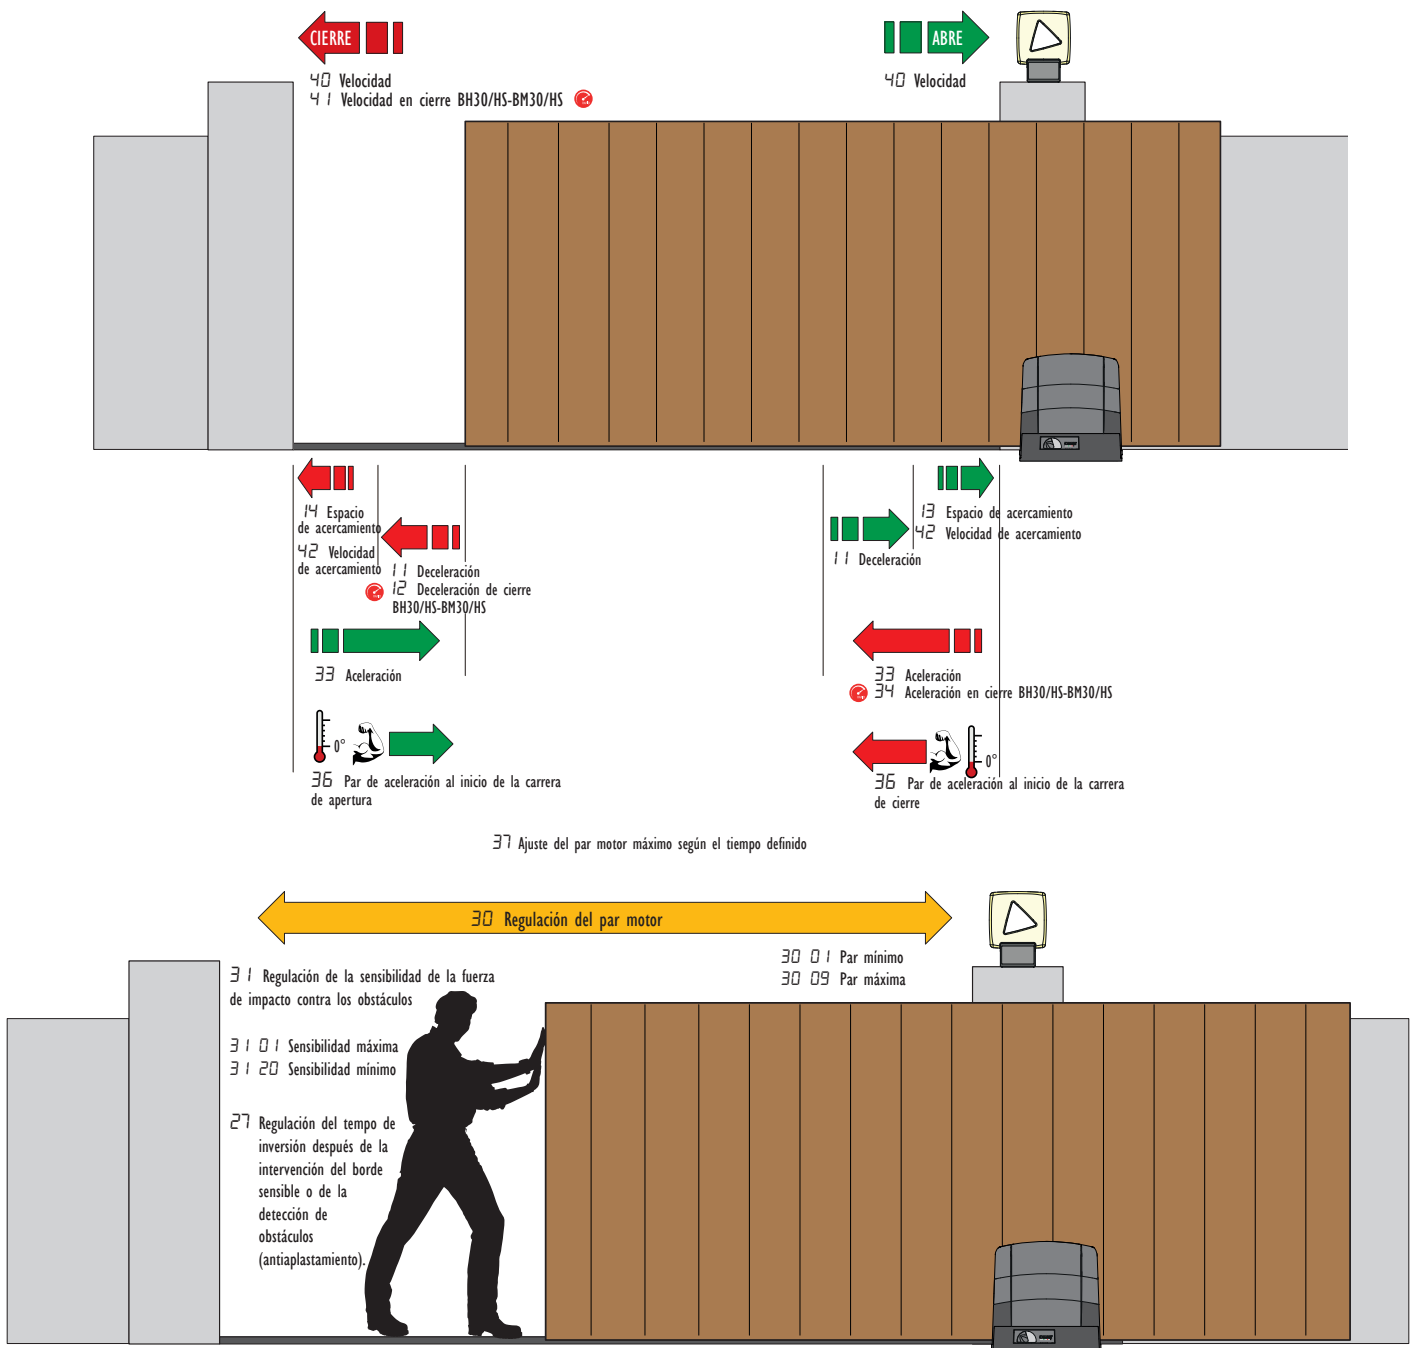 CIERRE
ABRE
40 Velocidad
41 Velocidad en cierre BH30/HS-BM30/HS
40 Velocidad
14 Espacio
de acercamiento
42 Velocidad
de acercamiento
11 Deceleración
12 Deceleración de cierre
BH30/HS-BM30/HS
13 Espacio de acercamiento
42 Velocidad de acercamiento
11 Deceleración
33 Aceleración
33 Aceleración
34 Aceleración en cierre BH30/HS-BM30/HS
0°
0°
36 Par de aceleración al inicio de la carrera
de apertura
36 Par de aceleración al inicio de la carrera
de cierre
37 Ajuste del par motor máximo según el tiempo definido
30 Regulación del par motor
30 01 Par mínimo
30 09 Par máxima
31 Regulación de la sensibilidad de la fuerza
de impacto contra los obstáculos
31 01 Sensibilidad máxima
31 20 Sensibilidad mínimo
27 Regulación del tempo de
inversión después de la
intervención del borde
sensible o de la
detección de
obstáculos
(antiaplastamiento).